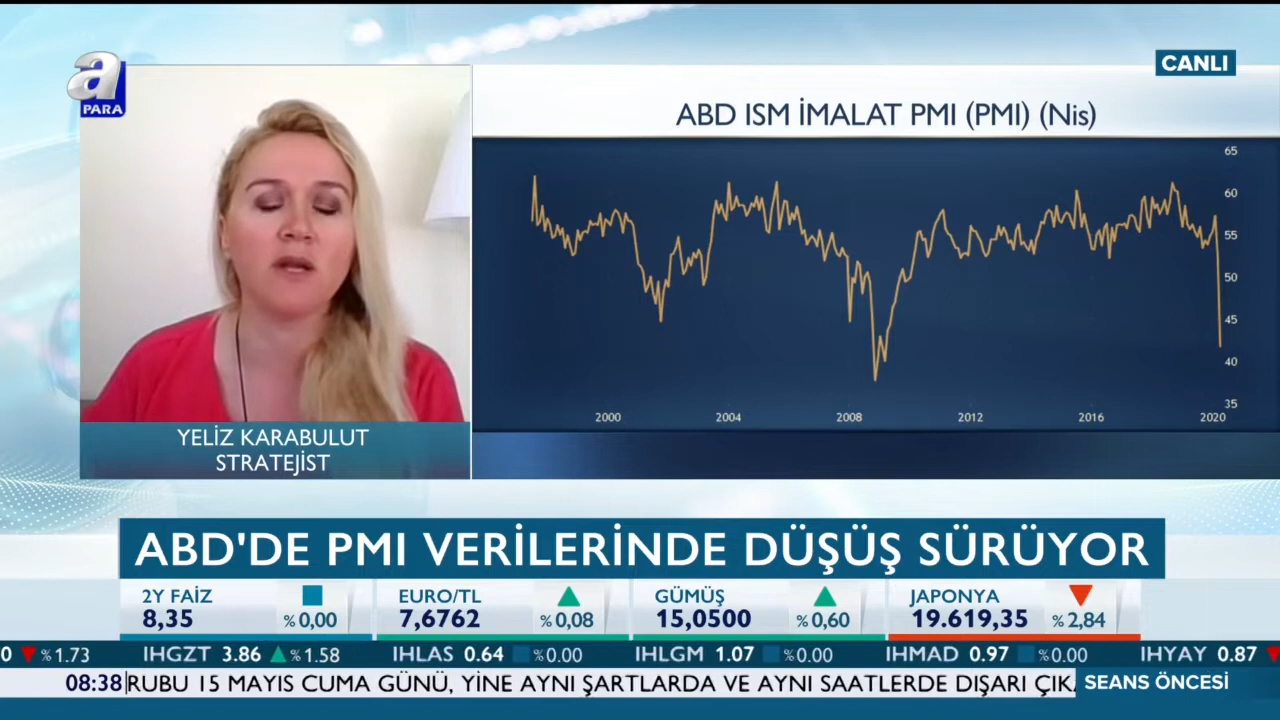 a
PARA
CANLI
ABD ISM İMALAT PMI (PMI) (Nis)
65
60
55
50
45
40
35
2000 2004 2008 2012 2016 2020
YELİZ KARABULUT
STRATEJİST
ABD'DE PMI VERİLERİNDE DÜŞÜŞ SÜRÜYOR
2Y FAİZ
8,35 %0,00
EURO/TL
7,6762 %0,08
GÜMÜŞ
15,0500 %0,60
JAPONYA
19.619,35 %2,84
0 %1.73 IHGZT 3.86 %1.58 IHLAS 0.64 %0.00 IHLGM 1.07 %0.00 IHMAD 0.97 %0.00 IHYAY 0.87
08:38 RUBU 15 MAYIS CUMA GÜNÜ, YİNE AYNI ŞARTLARDA VE AYNI SAATLERDE DIŞARI ÇIKA SEANS ÖNCESİ